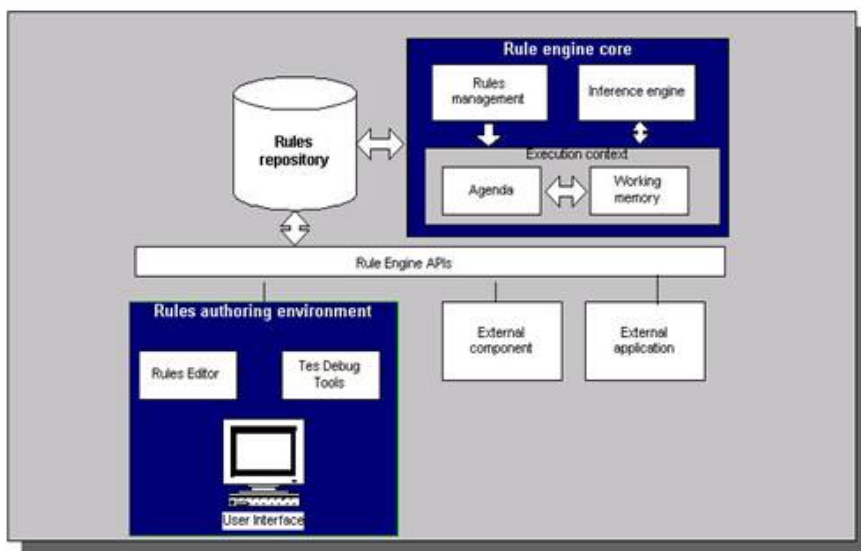 Rule engine core
Rules
management
Inference engine
Rules
repository
Execution context
Agenda
Working
memory
Rule Engine APIs
Rules authoring environment
Rules Editor
Tes Debug
Tools
User Interface
External
component
External
application